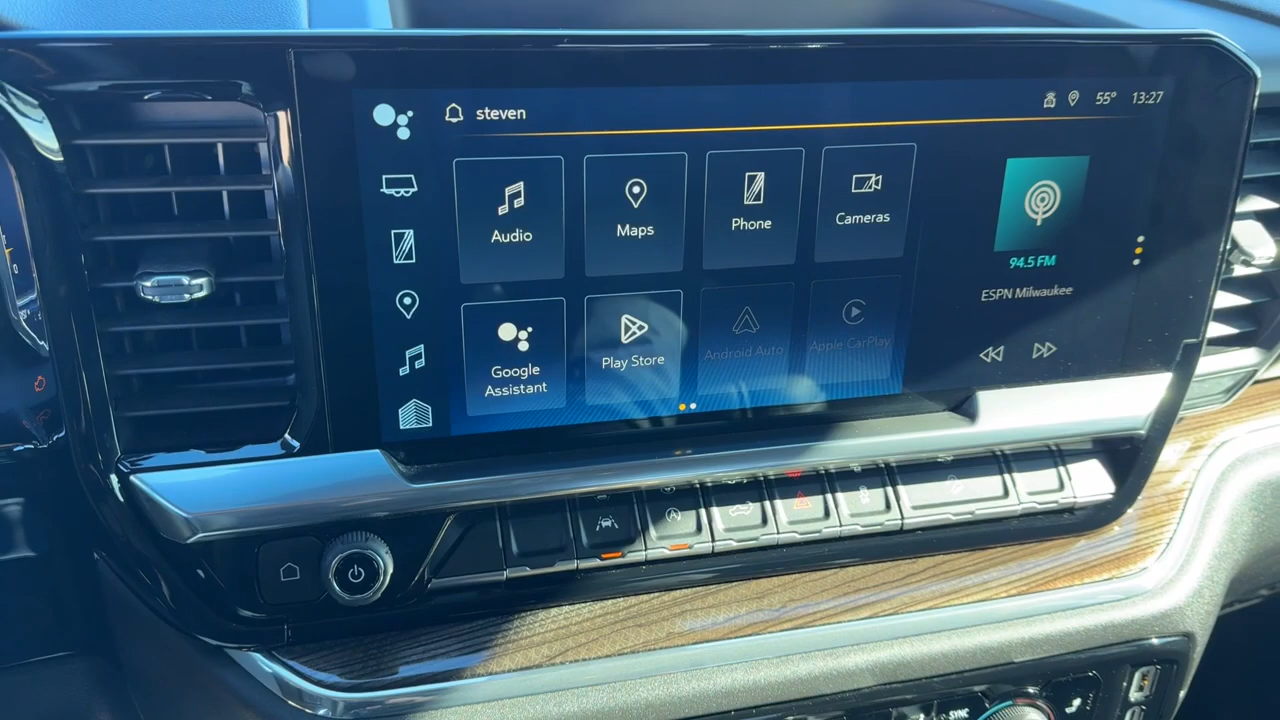 steven
55° 13:27
Audio
Maps
Phone
Cameras
Google
Assistant
Play Store
Android Auto
Apple CarPlay
94.5 FM
ESPN Milwaukee
SYNC